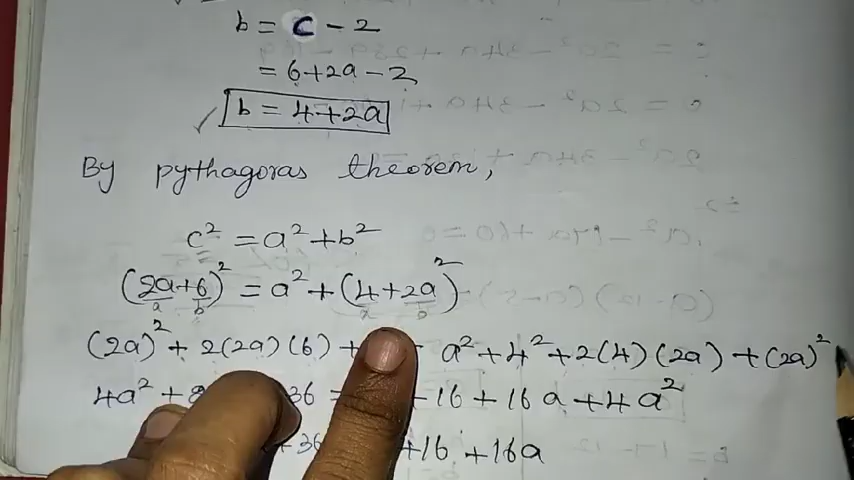 b = c - 2
= 6+2a - 2
b = 4+2a
By pythagoras theorem,
c² = a² + b²
(2a+6)² = a² + (4+2a)²
a b a b
(2a)² + 2(2a)(6) + a² + 4² + 2(4)(2a) + (2a)²
4a² + 36 = +16 + 16a + 4a²
+36 +16 +16a